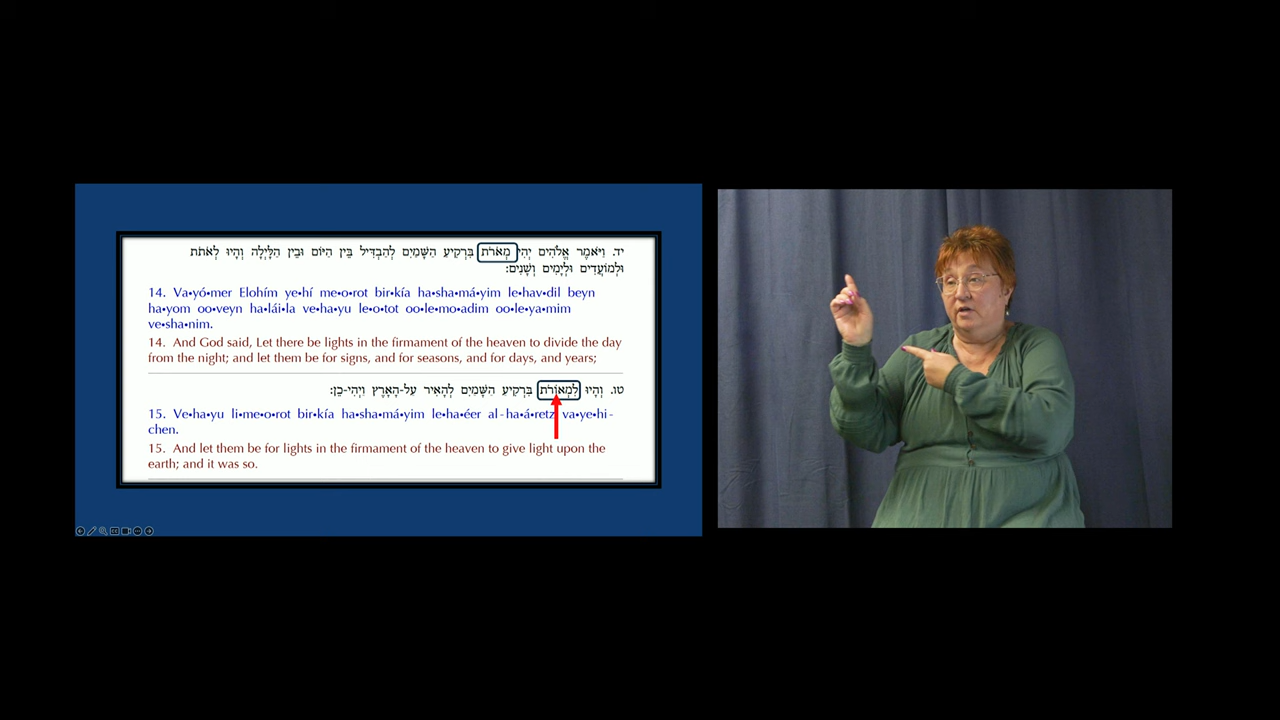 יד. וַיֹּאמֶר אֱלֹהִים יְהִי מְאֹרֹת בִּרְקִיעַ הַשָּׁמַיִם לְהַבְדִּיל בֵּין הַיּוֹם וּבֵין הַלָּיְלָה וְהָיוּ לְאֹתֹת
וּלְמוֹעֲדִים וּלְיָמִים וְשָׁנִים:
14. Va•yó•mer Elohím ye•hí me•o•rot bir•kía ha•sha•má•yim le•hav•dil beyn
ha•yom oo•veyn ha•lái•la ve•ha•yu le•o•tot oo•le•mo•adim oo•le•ya•mim
ve•sha•nim.
14. And God said, Let there be lights in the firmament of the heaven to divide the day
from the night; and let them be for signs, and for seasons, and for days, and years;
טו. וְהָיוּ לִמְאוֹרֹת בִּרְקִיעַ הַשָּׁמַיִם לְהָאִיר עַל-הָאָרֶץ וַיְהִי-כֵן:
15. Ve•ha•yu li•me•o•rot bir•kía ha•sha•má•yim le•ha•éer al-ha•á•retz va•ye•hi-
chen.
15. And let them be for lights in the firmament of the heaven to give light upon the
earth; and it was so.